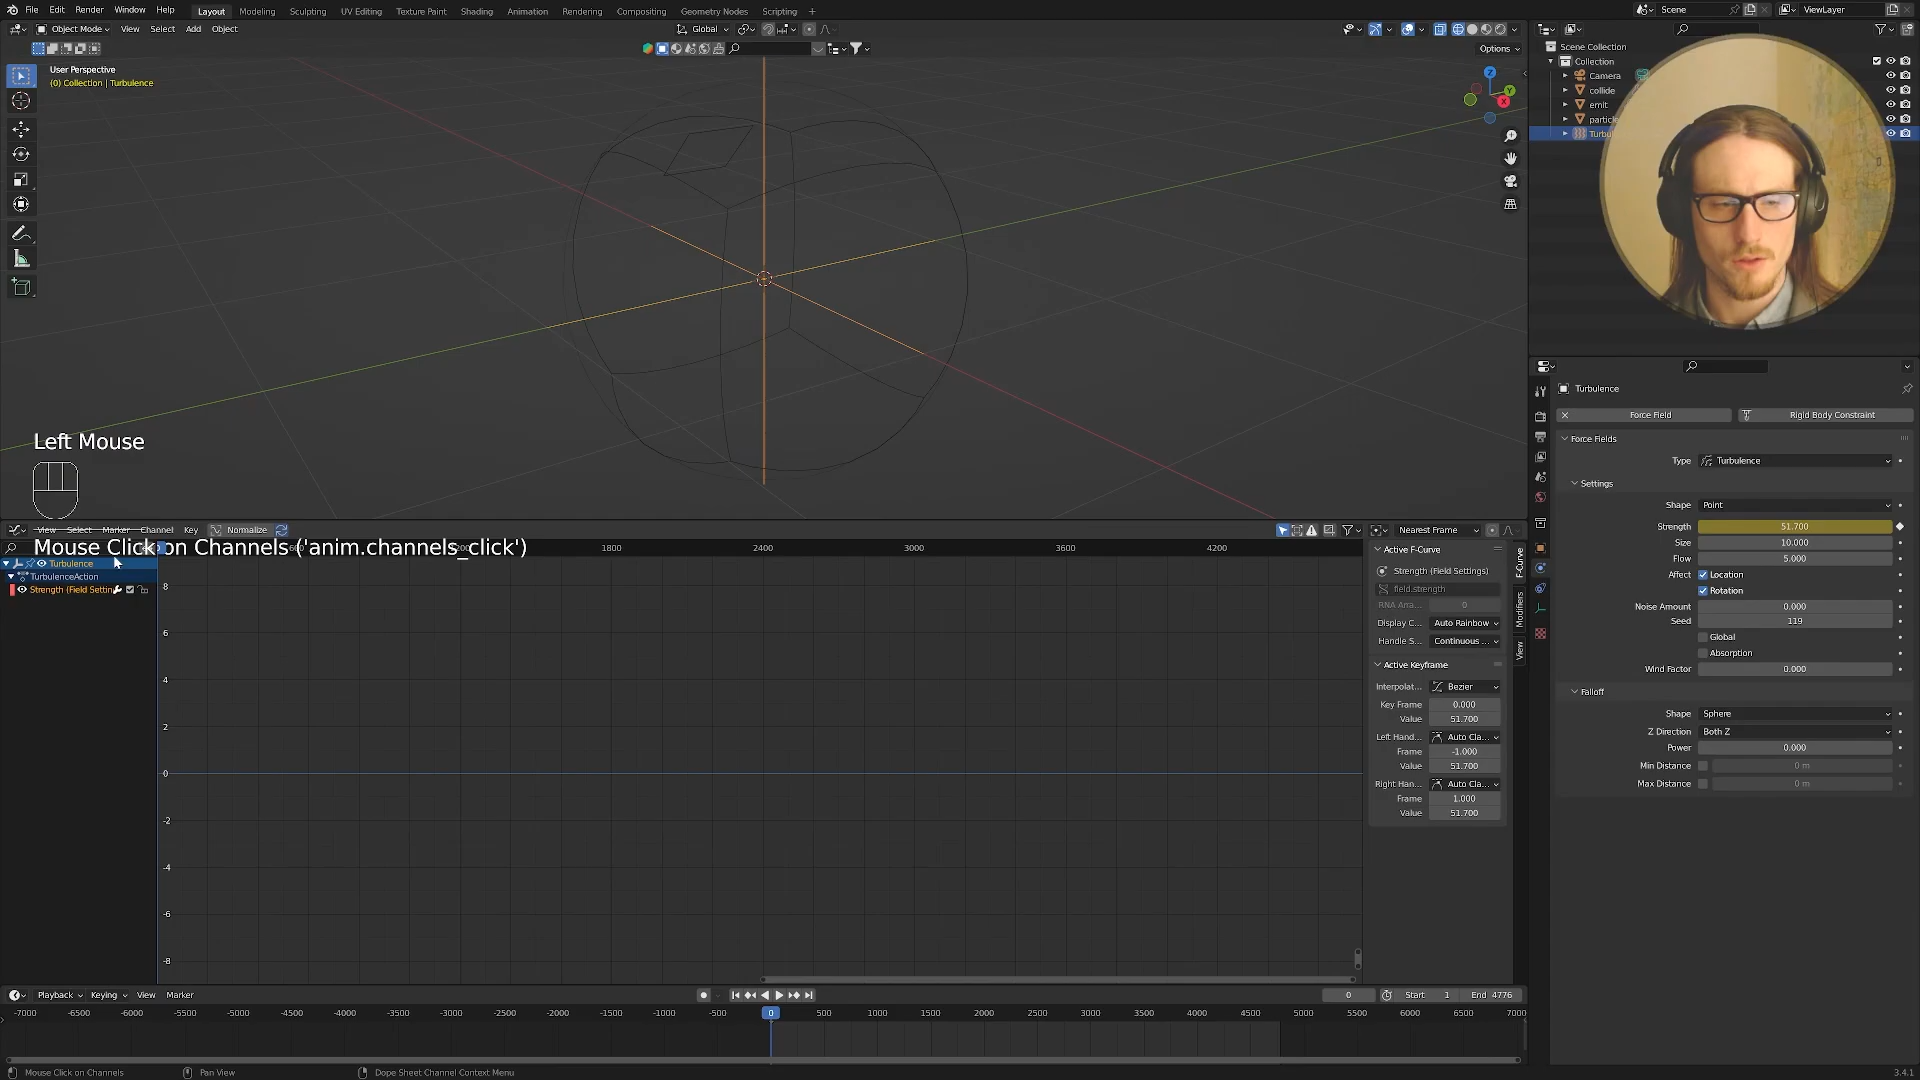 File Edit Render Window Help Layout Modeling Sculpting UV Editing Texture Paint Shading Animation Rendering Compositing Geometry Nodes Scripting + Scene ViewLayer
Object Mode View Select Add Object Global
Options
User Perspective
(0) Collection | Turbulence
Z
Y
X
Scene Collection
Collection
Camera
collide
emit
particle
Turbul
Left Mouse
Mouse Click on Channels ('anim.channels_click')
Turbulence
Force Field Rigid Body Constraint
Force Fields
Type Turbulence
Settings
Shape Point
Strength 51.700
Size 10.000
Flow 5.000
Affect Location
Rotation
Noise Amount 0.000
Seed 119
Global
Absorption
Wind Factor 0.000
Falloff
Shape Sphere
Z Direction Both Z
Power 0.000
Min Distance 0 m
Max Distance 0 m
View Select Marker Channel Key Normalize Nearest Frame
1800 2400 3000 3600 4200
Turbulence
TurbulenceAction
Strength (Field Settin
8
6
4
2
0
-2
-4
-6
-8
Active F-Curve
Strength (Field Settings)
field.strength
RNA Arra... 0
Display C... Auto Rainbow
Handle S... Continuous ...
Active Keyframe
Interpolat... Bezier
Key Frame 0.000
Value 51.700
Left Hand... Auto Cla...
Frame -1.000
Value 51.700
Right Han... Auto Cla...
Frame 1.000
Value 51.700
F-Curve
Modifiers
View
Playback Keying View Marker 0 Start 1 End 4776
-7000 -6500 -6000 -5500 -5000 -4500 -4000 -3500 -3000 -2500 -2000 -1500 -1000 -500 0 500 1000 1500 2000 2500 3000 3500 4000 4500 5000 5500 6000 6500 7000
Mouse Click on Channels Pan View Dope Sheet Channel Context Menu 3.4.1